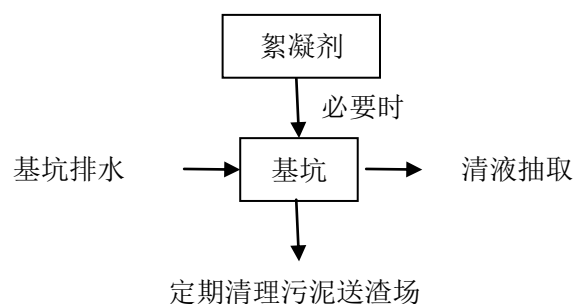 絮凝剂
必要时
基坑排水
基坑
清液抽取
定期清理污泥送渣场